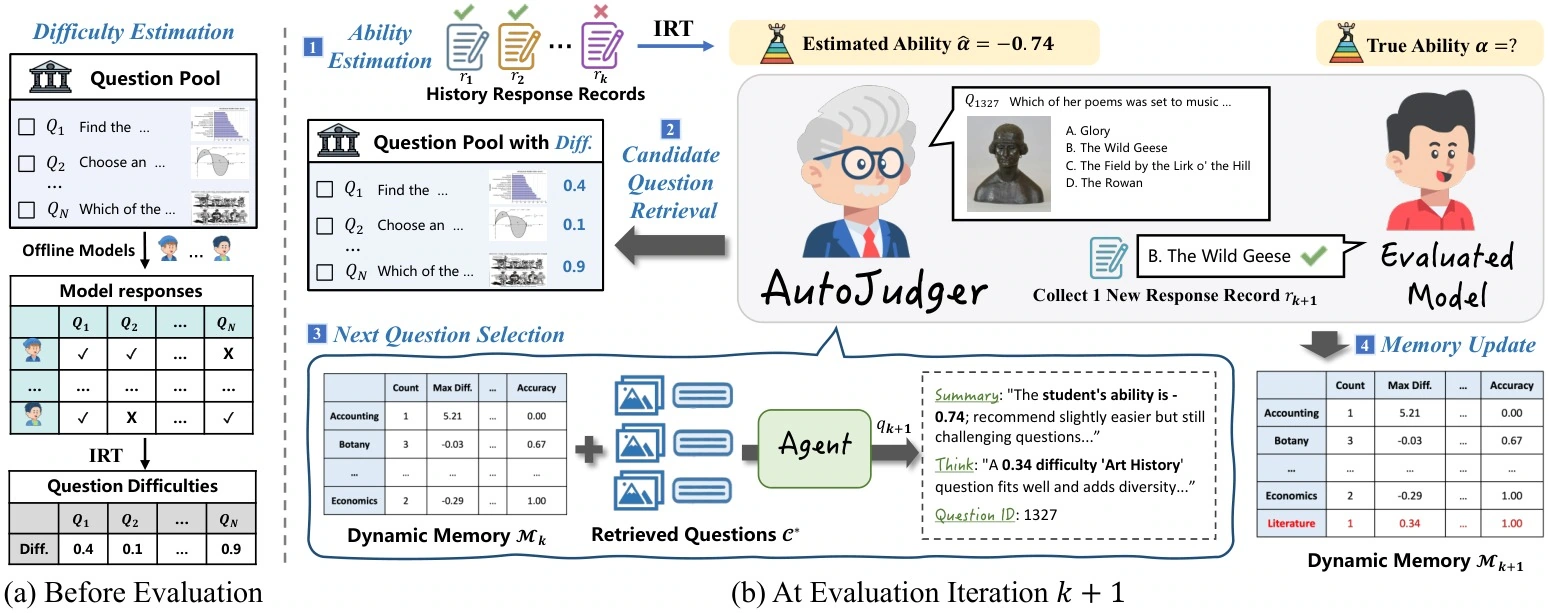 Difficulty Estimation
Question Pool
Q1 Find the ...
Q2 Choose an ...
...
QN Which of the ...
Offline Models ...
Model responses
Q1 Q2 ... QN
✓ ✓ ... X
... ... ... ...
✓ X ... ✓
IRT
Question Difficulties
Q1 Q2 ... QN
Diff. 0.4 0.1 ... 0.9
(a) Before Evaluation
1 Ability
Estimation
...
r1 r2 rk
History Response Records
IRT
Estimated Ability α̂ = −0.74
True Ability α =?
Question Pool with Diff.
Q1 Find the ... 0.4
Q2 Choose an ... 0.1
...
QN Which of the ... 0.9
2
Candidate
Question
Retrieval
Q1327 Which of her poems was set to music ...
A. Glory
B. The Wild Geese
C. The Field by the Lirk o' the Hill
D. The Rowan
AutoJudger
B. The Wild Geese
Collect 1 New Response Record rk+1
Evaluated
Model
3 Next Question Selection
Count Max Diff. ... Accuracy
Accounting 1 5.21 ... 0.00
Botany 3 -0.03 ... 0.67
... ... ... ... ...
Economics 2 -0.29 ... 1.00
Dynamic Memory ℳk
Retrieved Questions 𝒞*
Agent
qk+1
Summary: "The student's ability is -
0.74; recommend slightly easier but still
challenging questions..."
Think: "A 0.34 difficulty 'Art History'
question fits well and adds diversity..."
Question ID: 1327
4 Memory Update
Count Max Diff. ... Accuracy
Accounting 1 5.21 ... 0.00
Botany 3 -0.03 ... 0.67
... ... ... ... ...
Economics 2 -0.29 ... 1.00
Literature 1 0.34 ... 1.00
Dynamic Memory ℳk+1
(b) At Evaluation Iteration k + 1